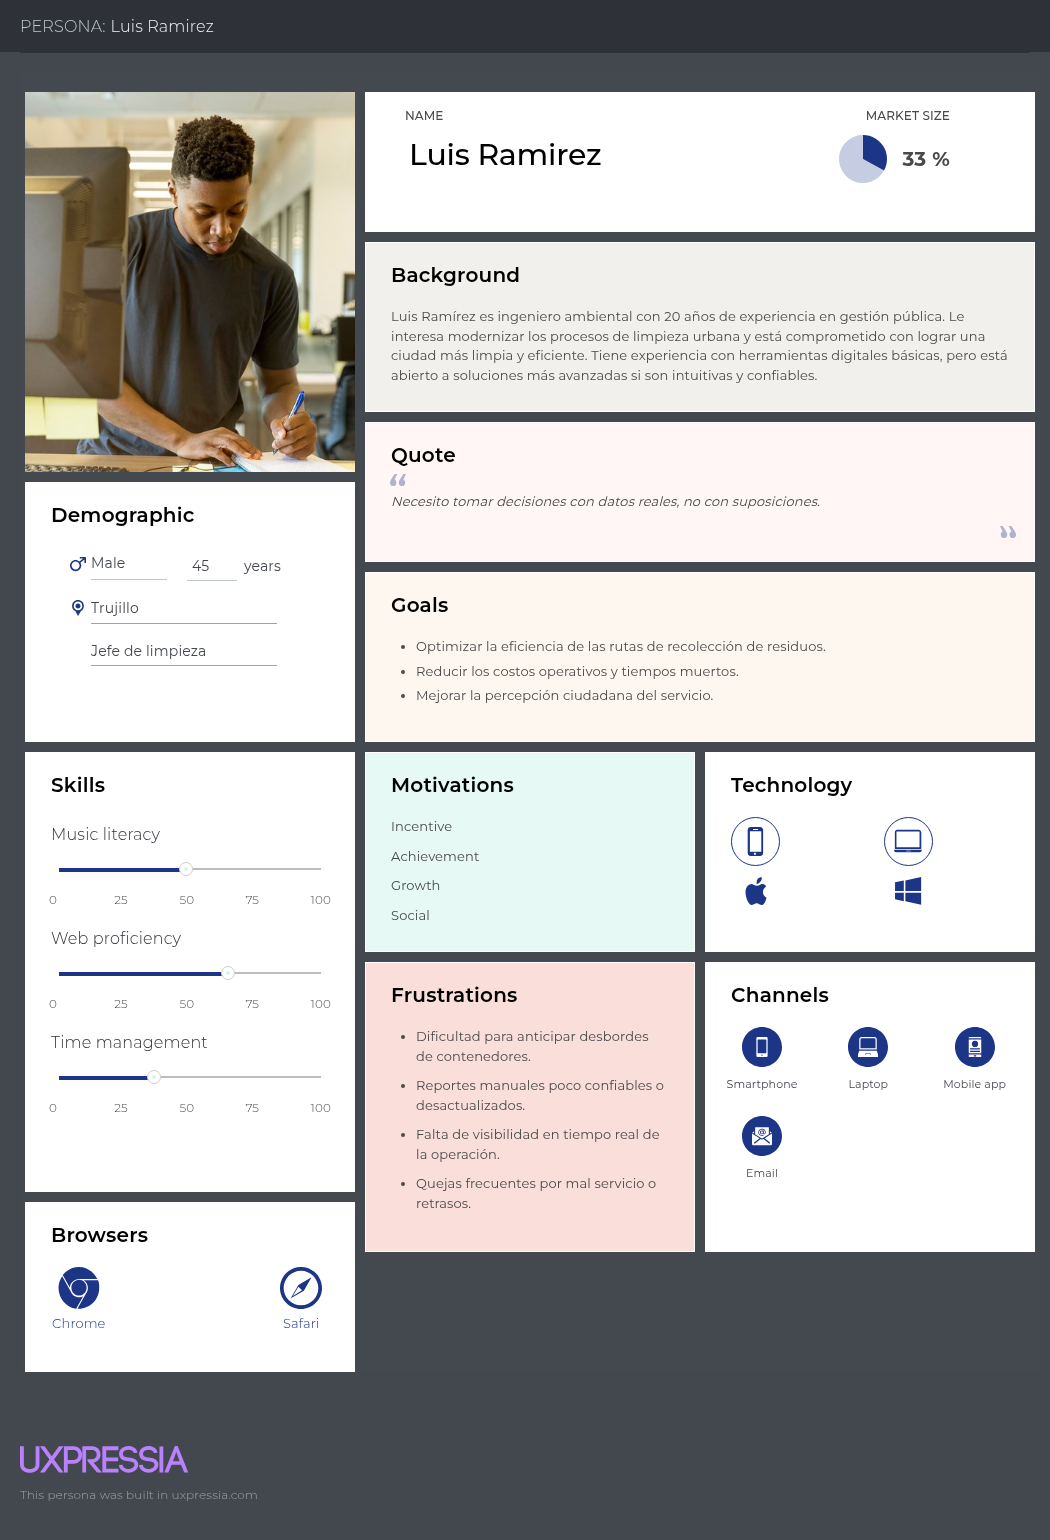 PERSONA: Luis Ramirez
NAME
MARKET SIZE
Luis Ramirez
33 %
Background
Luis Ramírez es ingeniero ambiental con 20 años de experiencia en gestión pública. Le
interesa modernizar los procesos de limpieza urbana y está comprometido con lograr una
ciudad más limpia y eficiente. Tiene experiencia con herramientas digitales básicas, pero está
abierto a soluciones más avanzadas si son intuitivas y confiables.
Quote
“
Necesito tomar decisiones con datos reales, no con suposiciones.
”
Demographic
Male
45 years
Trujillo
Jefe de limpieza
Goals
• Optimizar la eficiencia de las rutas de recolección de residuos.
• Reducir los costos operativos y tiempos muertos.
• Mejorar la percepción ciudadana del servicio.
Skills
Music literacy
0 25 50 75 100
Web proficiency
0 25 50 75 100
Time management
0 25 50 75 100
Motivations
Incentive
Achievement
Growth
Social
Technology
Frustrations
• Dificultad para anticipar desbordes
de contenedores.
• Reportes manuales poco confiables o
desactualizados.
• Falta de visibilidad en tiempo real de
la operación.
• Quejas frecuentes por mal servicio o
retrasos.
Channels
Smartphone
Laptop
Mobile app
@
Email
Browsers
Chrome
Safari
UXPRESSIA
This persona was built in uxpressia.com